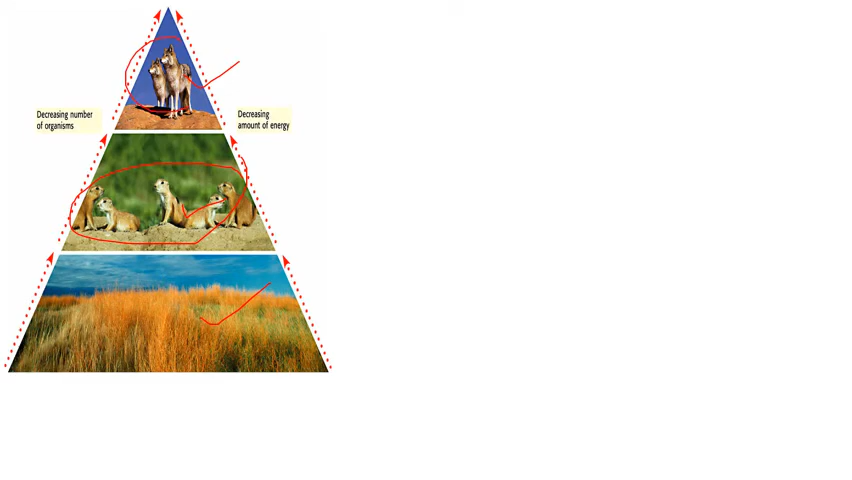 Decreasing number
of organisms
Decreasing
amount of energy